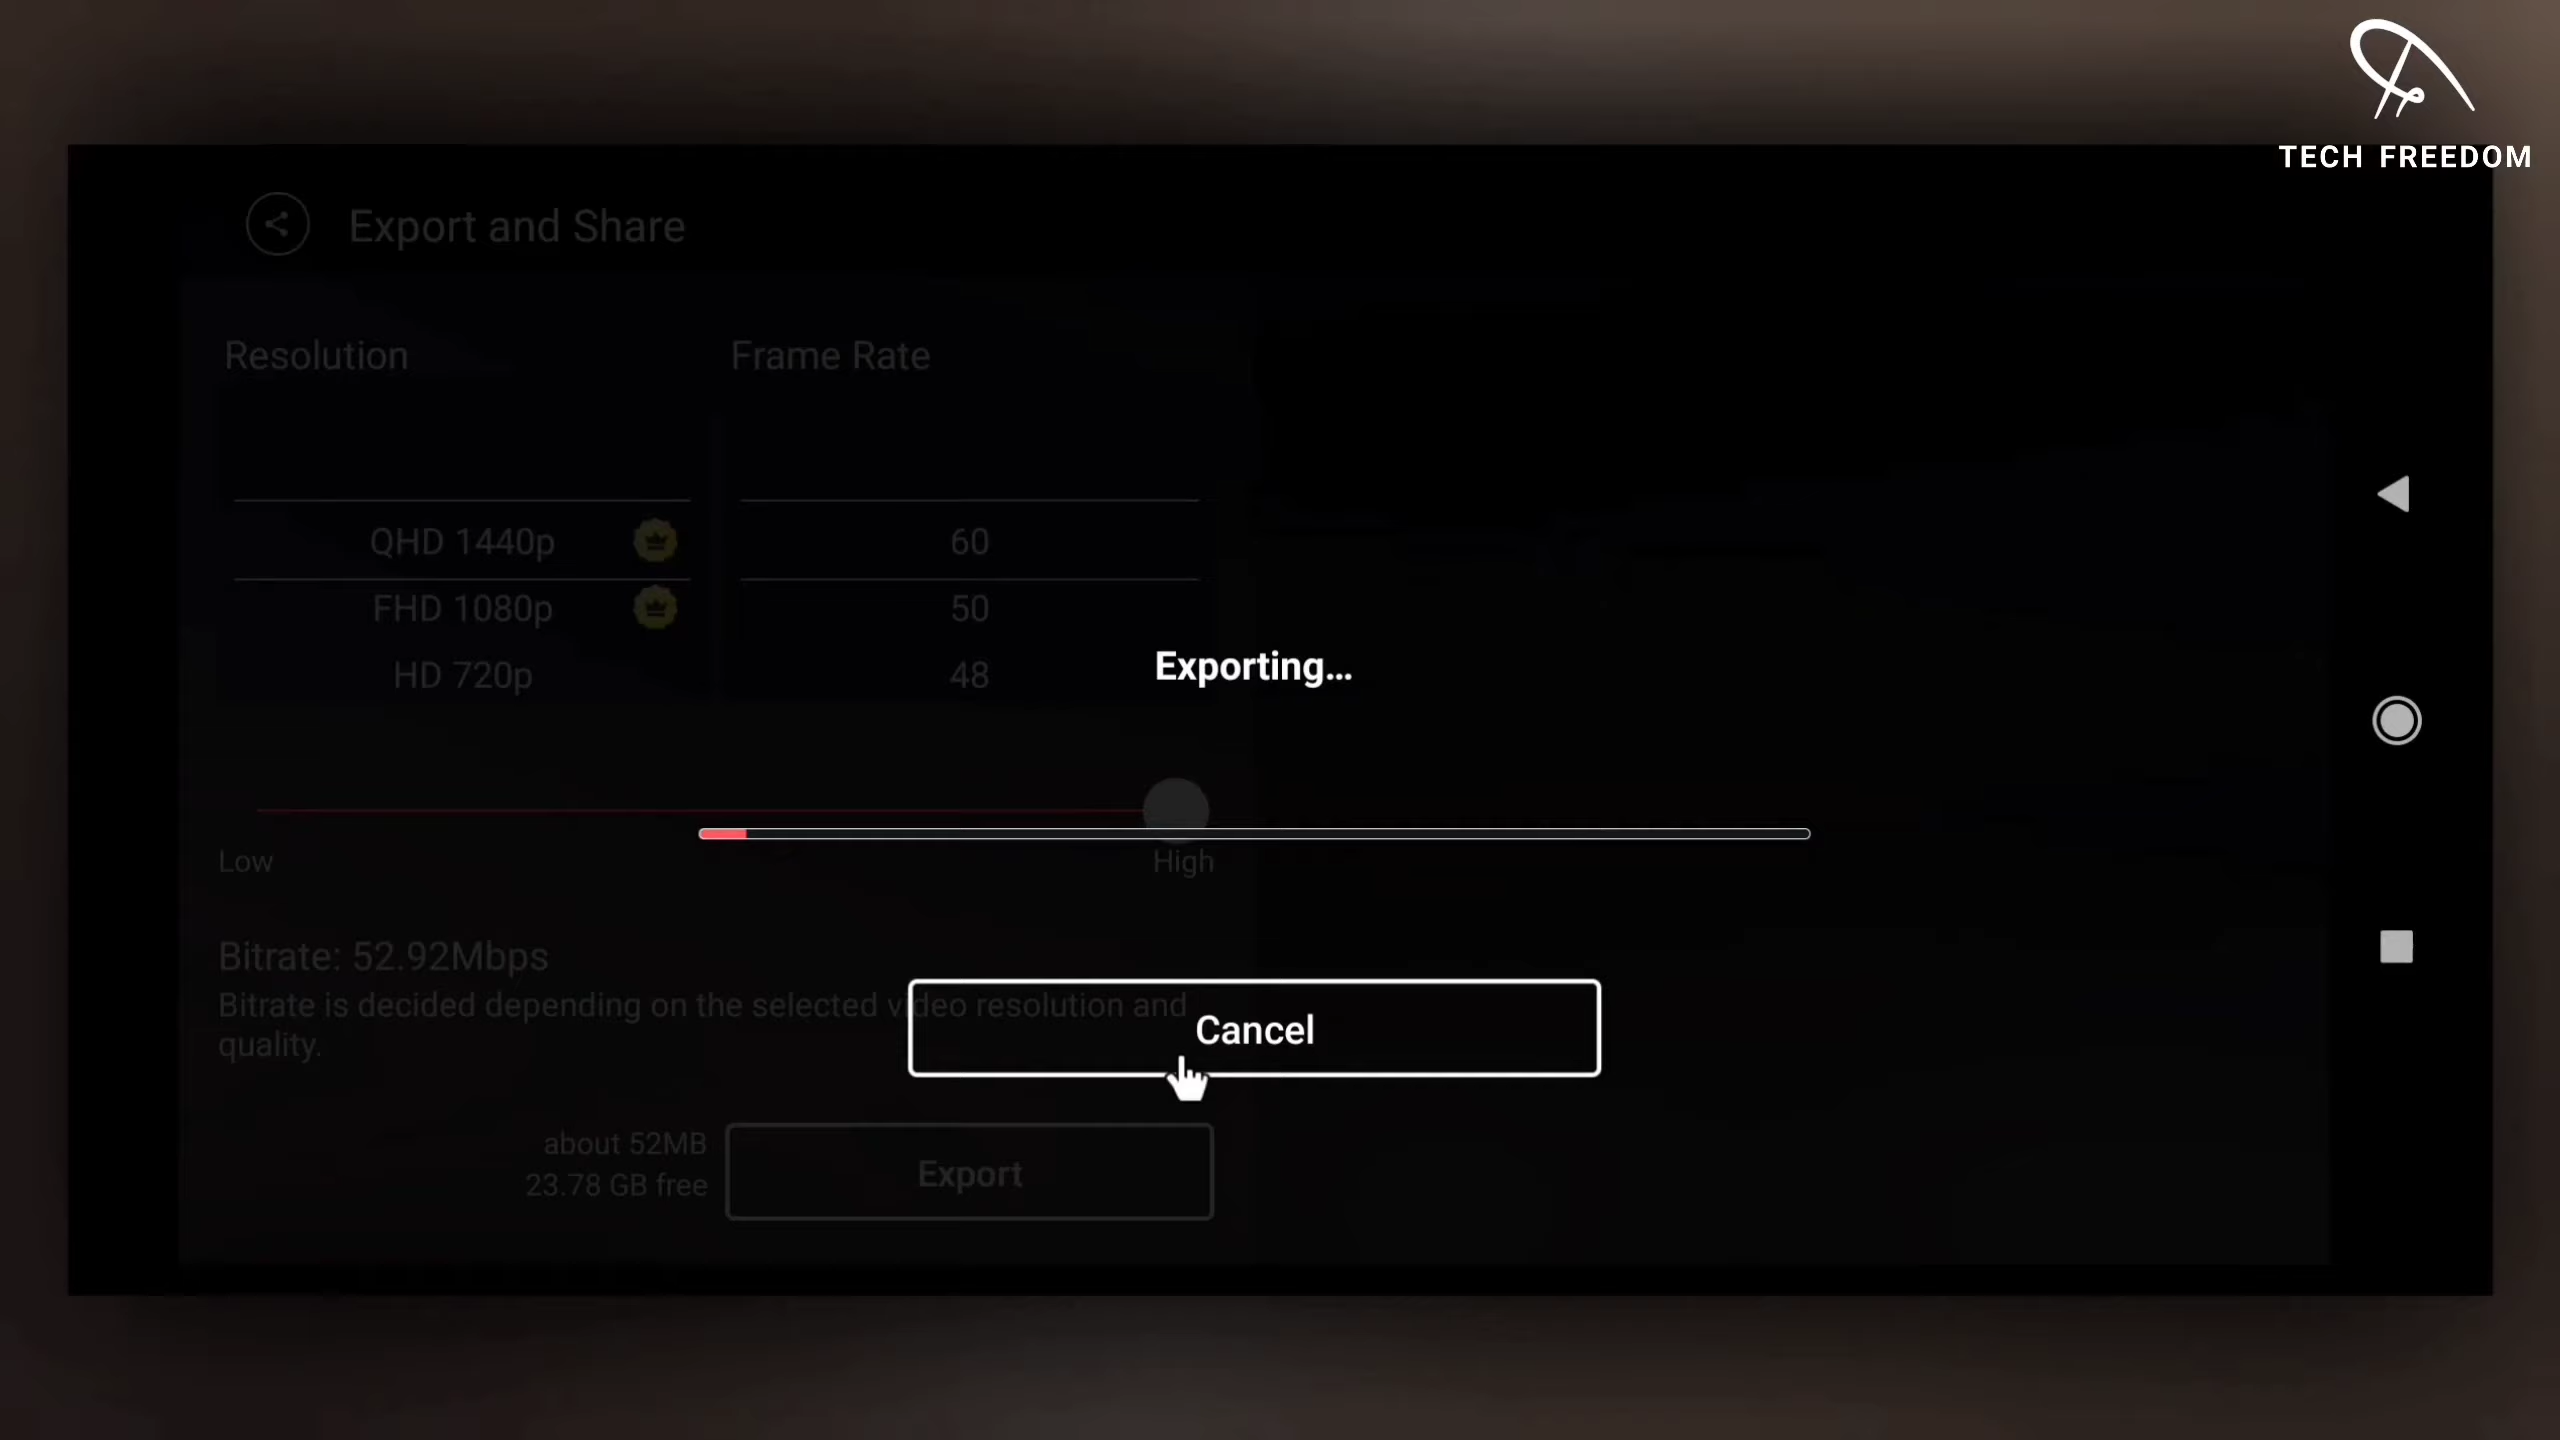 TECH FREEDOM
Export and Share
Resolution
Frame Rate
QHD 1440p
60
FHD 1080p
50
HD 720p
48
Exporting...
Low
High
Bitrate: 52.92Mbps
Bitrate is decided depending on the selected video resolution and
quality.
Cancel
about 52MB
23.78 GB free
Export